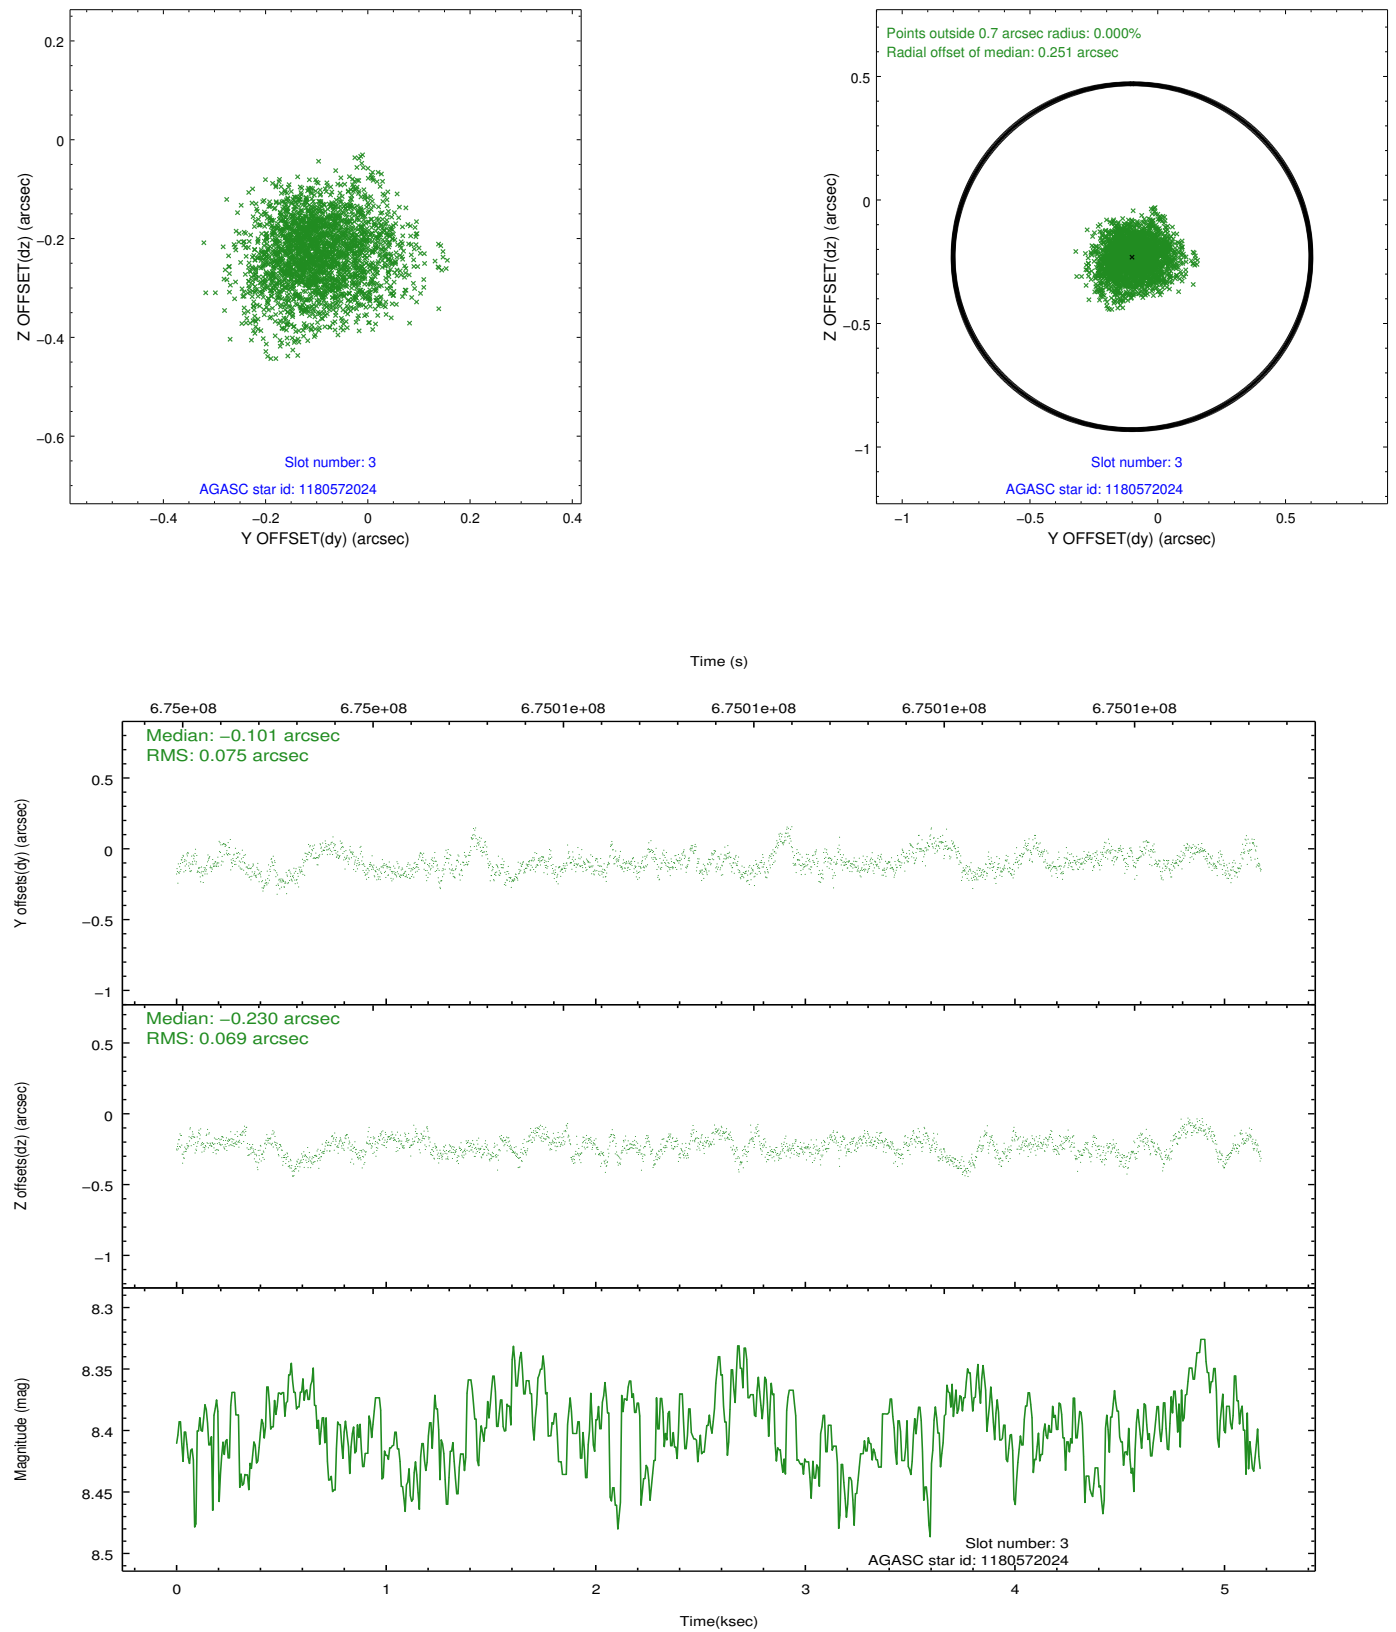 0.2
0
−0.2
−0.4
−0.6
Z OFFSET(dz) (arcsec)
Slot number: 3
AGASC star id: 1180572024
−0.4
−0.2
0
0.2
0.4
Y OFFSET(dy) (arcsec)
Points outside 0.7 arcsec radius: 0.000%
Radial offset of median: 0.251 arcsec
0.5
0
−0.5
−1
Z OFFSET(dz) (arcsec)
Slot number: 3
AGASC star id: 1180572024
−1
−0.5
0
0.5
Y OFFSET(dy) (arcsec)
Time (s)
6.75e+08
6.75e+08
6.7501e+08
6.7501e+08
6.7501e+08
6.7501e+08
Median: −0.101 arcsec
RMS: 0.075 arcsec
0.5
0
−0.5
−1
Y offsets(dy) (arcsec)
Median: −0.230 arcsec
RMS: 0.069 arcsec
0.5
0
−0.5
−1
Z offsets(dz) (arcsec)
8.3
8.35
8.4
8.45
8.5
Magnitude (mag)
Slot number: 3
AGASC star id: 1180572024
0
1
2
3
4
5
Time(ksec)